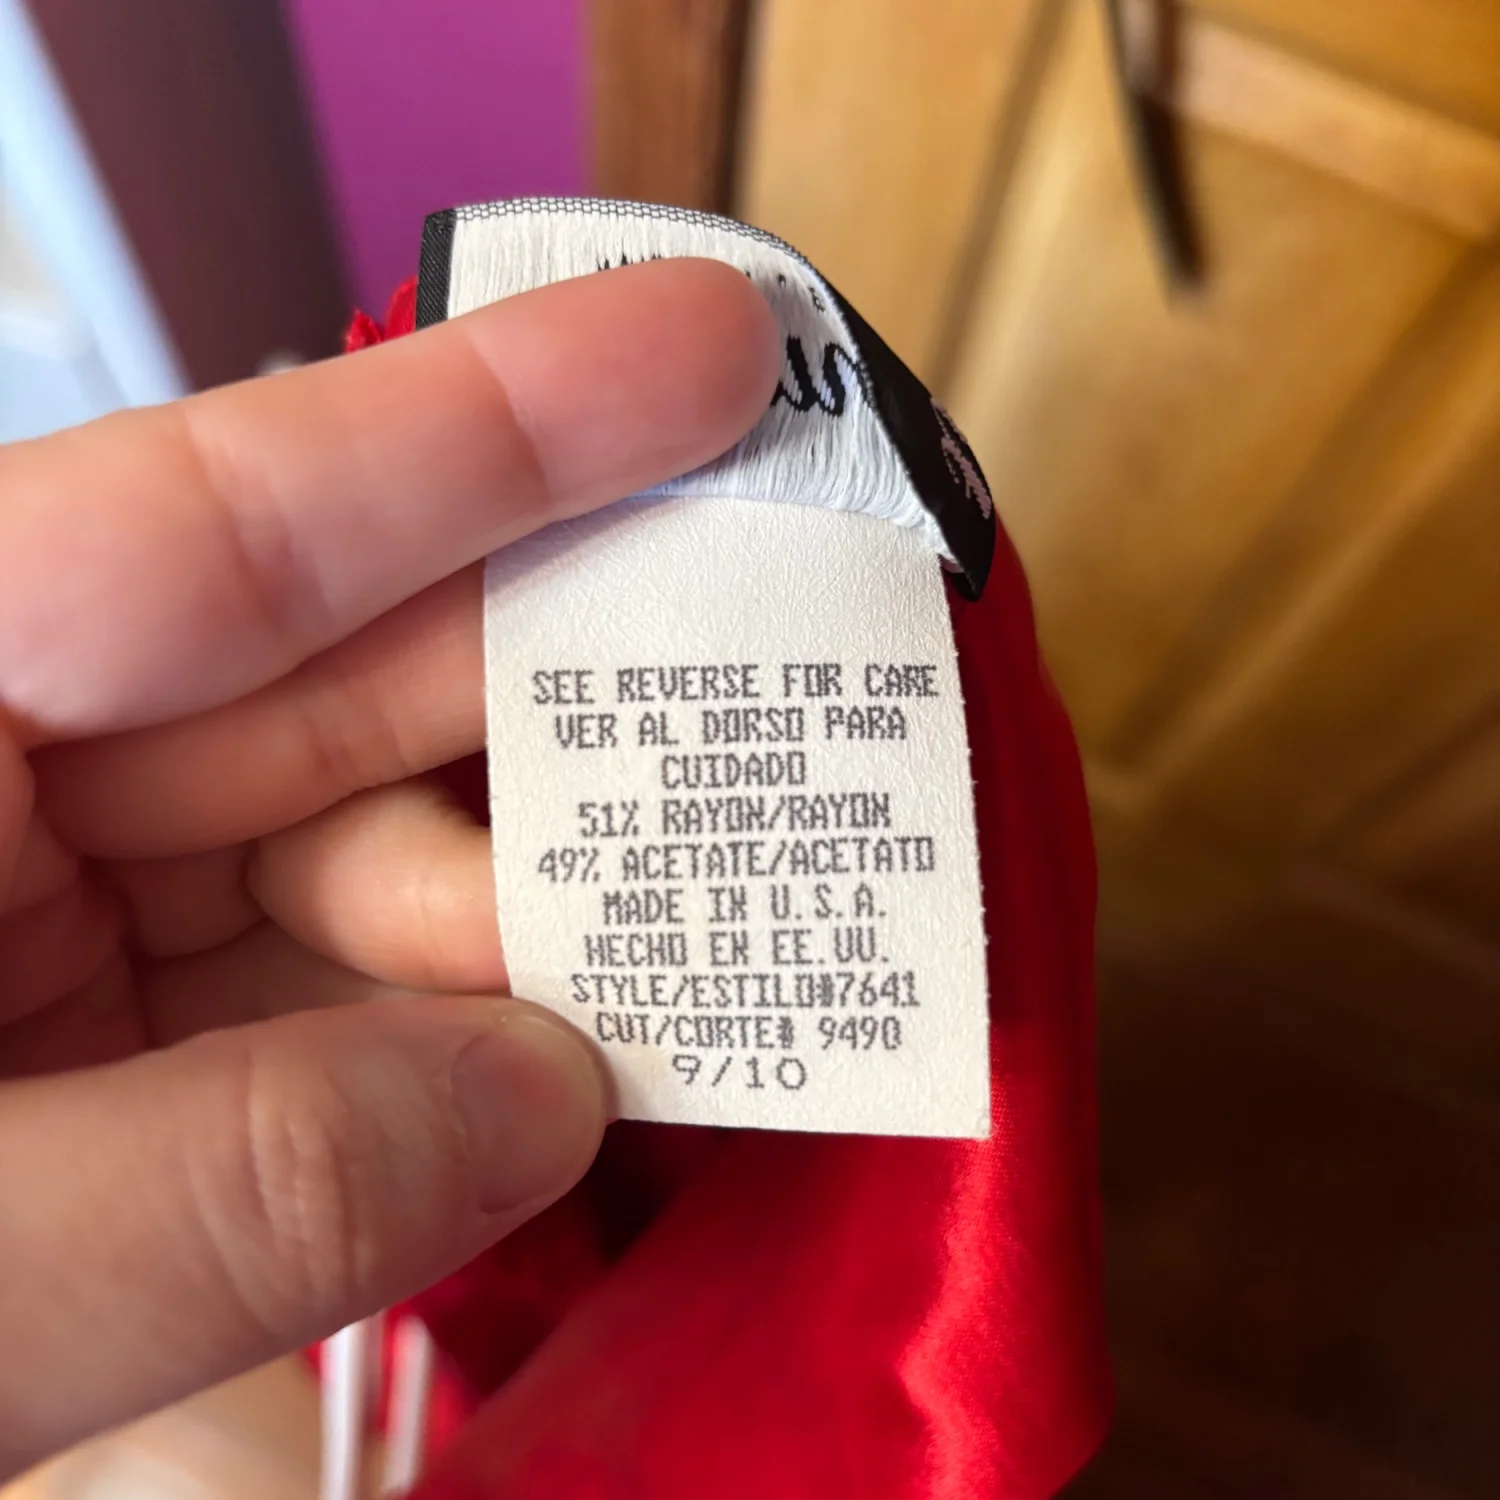 SEE REVERSE FOR CARE
VER AL DORSO PARA
CUIDADO
51% RAYON/RAYON
49% ACETATE/ACETATO
MADE IN U.S.A.
HECHO EN EE.UU.
STYLE/ESTILO#7641
CUT/CORTE# 9490
9/10